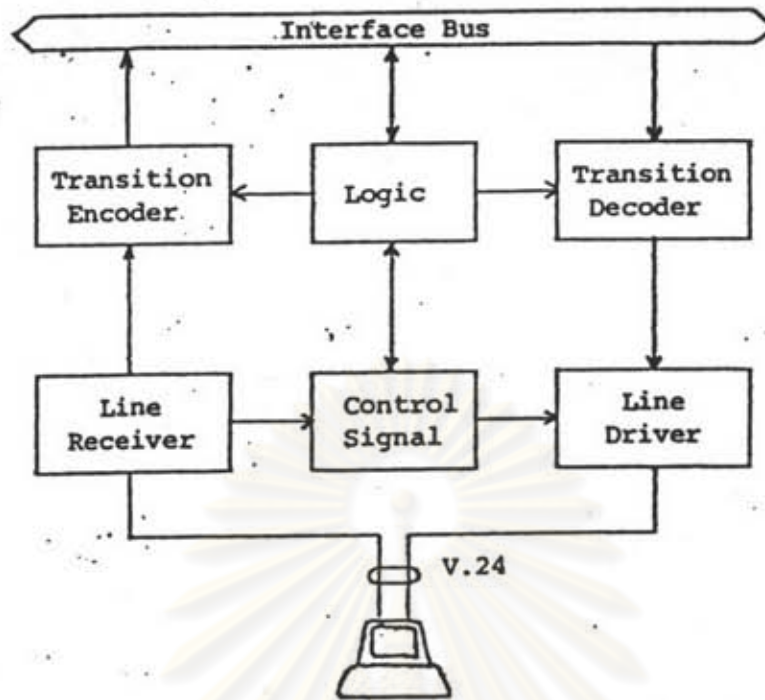 Interface Bus
Transition
Encoder
Logic
Transition
Decoder
Line
Receiver
Control
Signal
Line
Driver
V.24